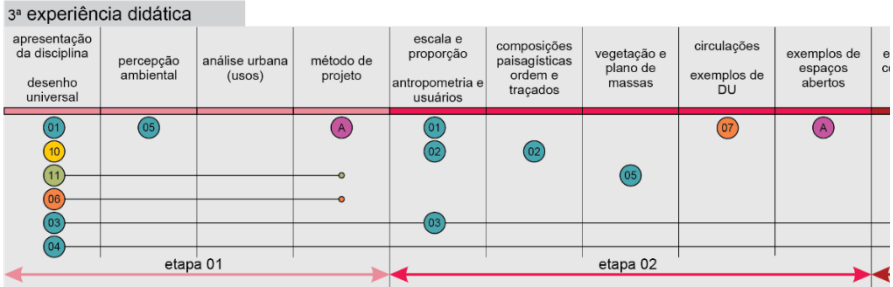 3ª experiência didática
apresentação
da disciplina
desenho
universal
percepção
ambiental
análise urbana
(usos)
método de
projeto
escala e
proporção
antropometria e
usuários
composições
paisagísticas
ordem e
traçados
vegetação e
plano de
massas
circulações
exemplos de
DU
exemplos de
espaços
abertos
01 05 A 01 07 A
10 02 02
11 05
06
03 03
04
etapa 01 etapa 02